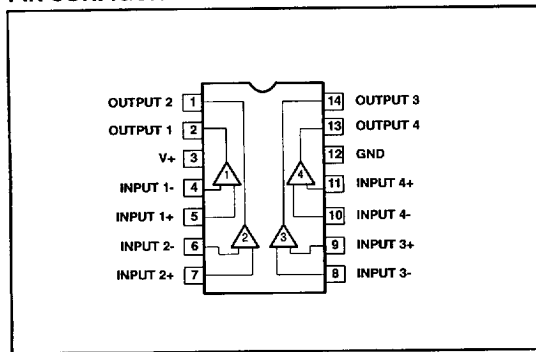 OUTPUT 2 1 14 OUTPUT 3
OUTPUT 1 2 13 OUTPUT 4
V+ 3 12 GND
1 4
INPUT 1- 4 11 INPUT 4+
INPUT 1+ 5 10 INPUT 4-
2 3
INPUT 2- 6 9 INPUT 3+
INPUT 2+ 7 8 INPUT 3-